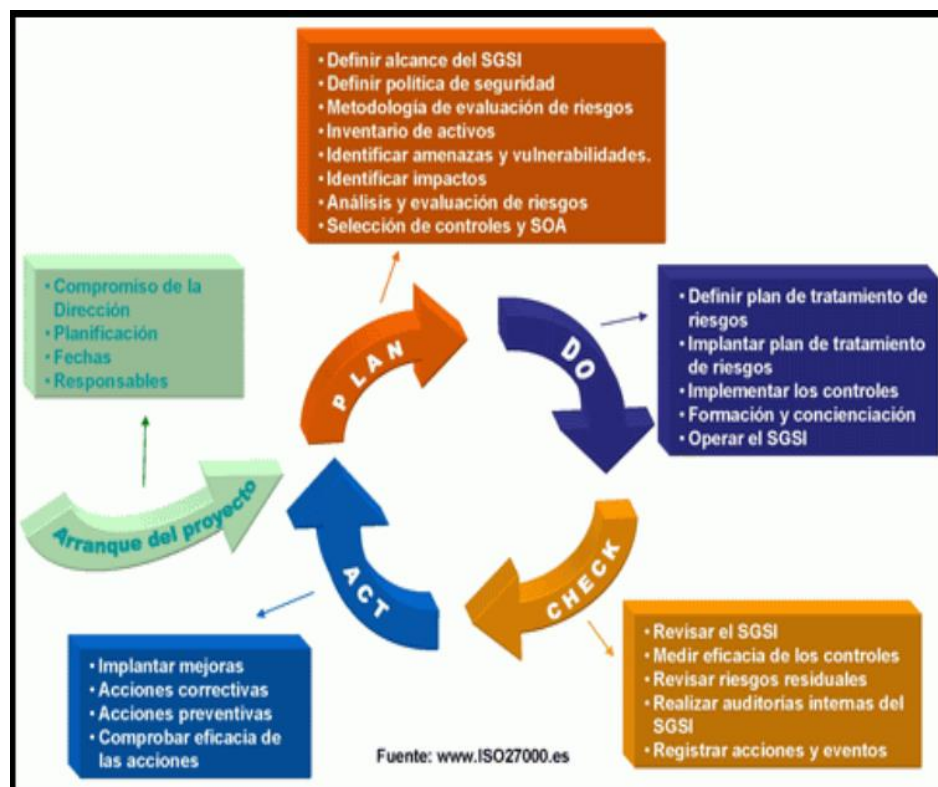 • Definir alcance del SGSI
• Definir política de seguridad
• Metodología de evaluación de riesgos
• Inventario de activos
• Identificar amenazas y vulnerabilidades.
• Identificar impactos
• Análisis y evaluación de riesgos
• Selección de controles y SOA
• Compromiso de la
Dirección
• Planificación
• Fechas
• Responsables
• Definir plan de tratamiento de
riesgos
• Implantar plan de tratamiento
de riesgos
• Implementar los controles
• Formación y concienciación
• Operar el SGSI
PLAN
DO
Arranque del proyecto
ACT
CHECK
• Implantar mejoras
• Acciones correctivas
• Acciones preventivas
• Comprobar eficacia de
las acciones
• Revisar el SGSI
• Medir eficacia de los controles
• Revisar riesgos residuales
• Realizar auditorías internas del
SGSI
• Registrar acciones y eventos
Fuente: www.ISO27000.es